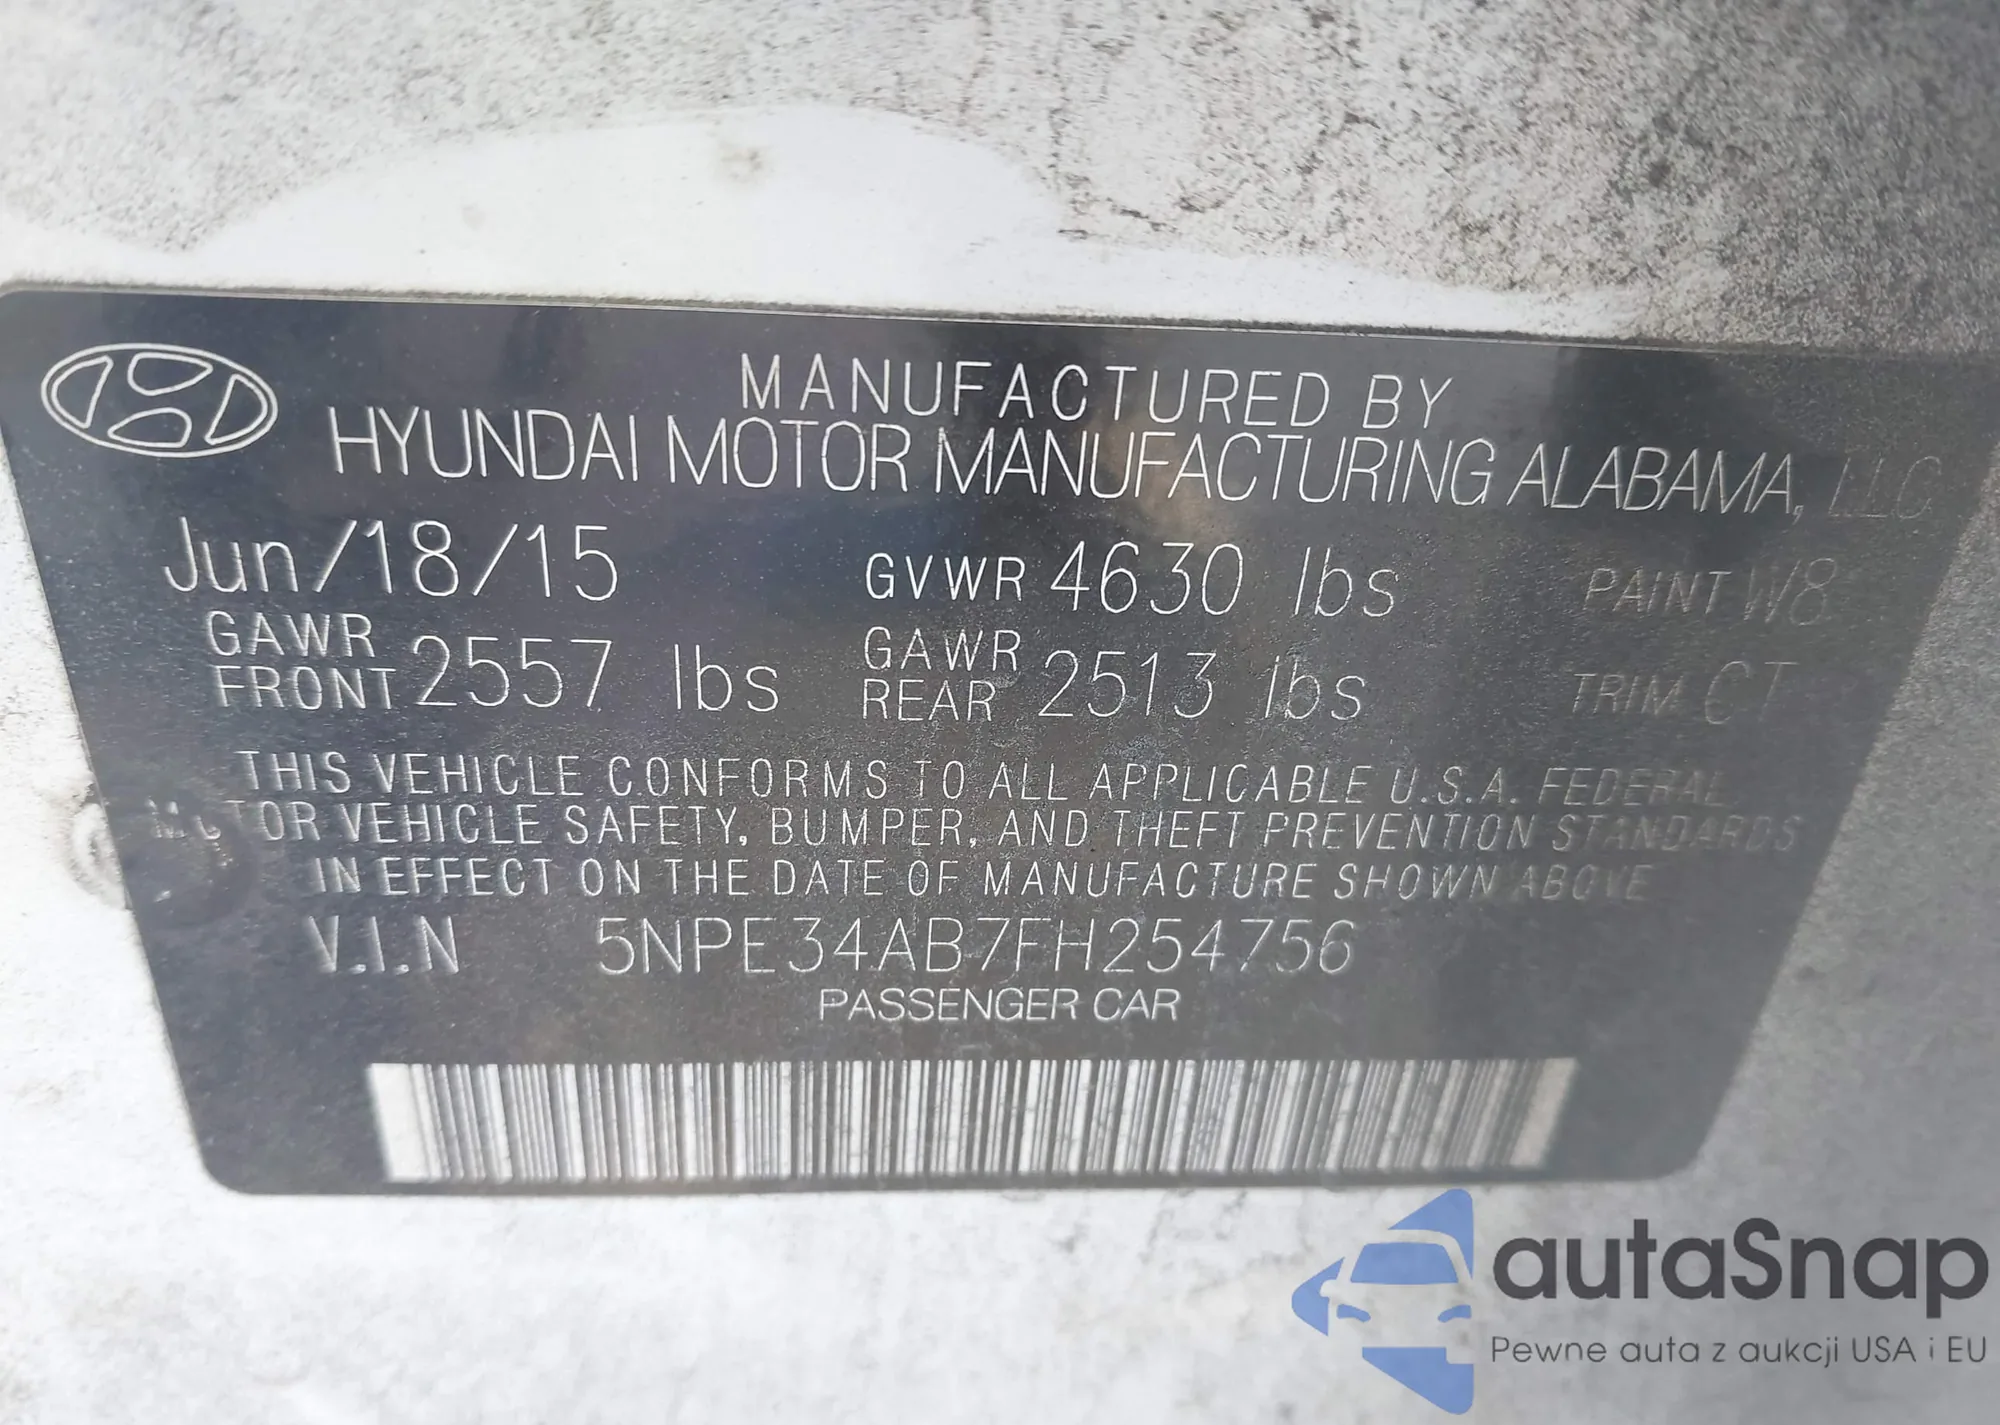 MANUFACTURED BY
HYUNDAI MOTOR MANUFACTURING ALABAMA, LLC
Jun/18/15 GVWR 4630 lbs PAINT W8
GAWR FRONT 2557 lbs GAWR REAR 2513 lbs TRIM CT
THIS VEHICLE CONFORMS TO ALL APPLICABLE U.S.A. FEDERAL
MOTOR VEHICLE SAFETY, BUMPER, AND THEFT PREVENTION STANDARDS
IN EFFECT ON THE DATE OF MANUFACTURE SHOWN ABOVE
V.I.N 5NPE34AB7FH254756
PASSENGER CAR
autaSnap
Pewne auta z aukcji USA i EU